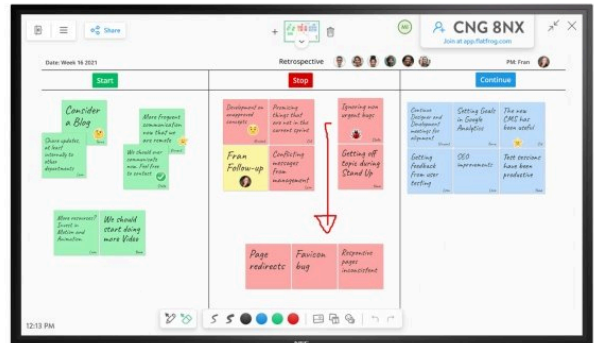 Share
CNG 8NX
Join at app.flatfrog.com
Date: Week 16 2021
Retrospective
PM: Fran
Start
Stop
Continue
Consider
a Blog
Share updates,
at least
internally to
other
departments
More frequent
communication
now that we
are remote
We should over
communicate
now. Feel free
to contact
More resources?
Invest in
Motion and
Animation.
We should
start doing
more Video
Development on
unapproved
concepts
Promising
things that
are not in the
current sprint
Ignoring non
urgent bugs
Fran
Follow-up
Conflicting
messages
from
management
Getting off
topic during
Stand Up
Page
redirects
Favicon
bug
Responsive
pages
inconsistent
Continue
Designer and
Development
meetings for
alignment
Setting Goals
in Google
Analytics
The new
CMS has
been useful
Getting
feedback
from user
testing
SEO
improvements
Test sessions
have been
productive
12:13 PM